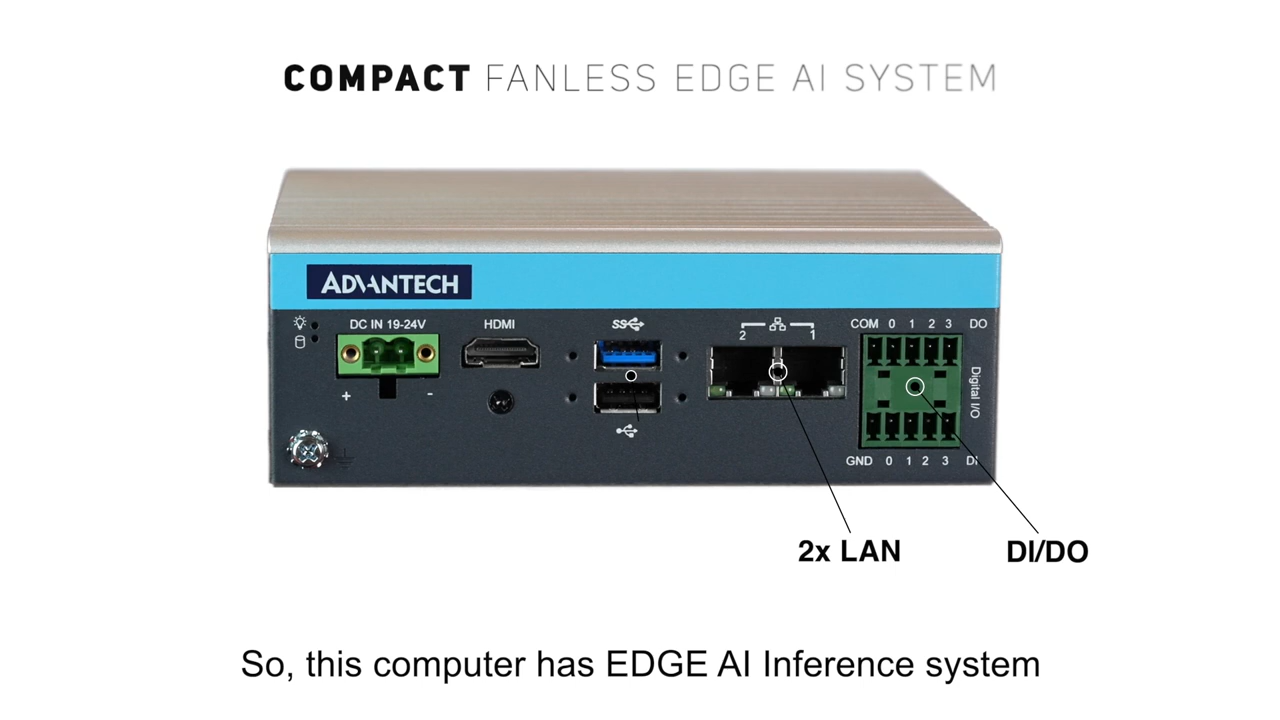 COMPACT FANLESS EDGE AI SYSTEM
ADVANTECH
DC IN 19-24V
HDMI
SS
2 1
COM 0 1 2 3 DO
Digital I/O
+ -
GND 0 1 2 3 DI
2x LAN
DI/DO
So, this computer has EDGE AI Inference system